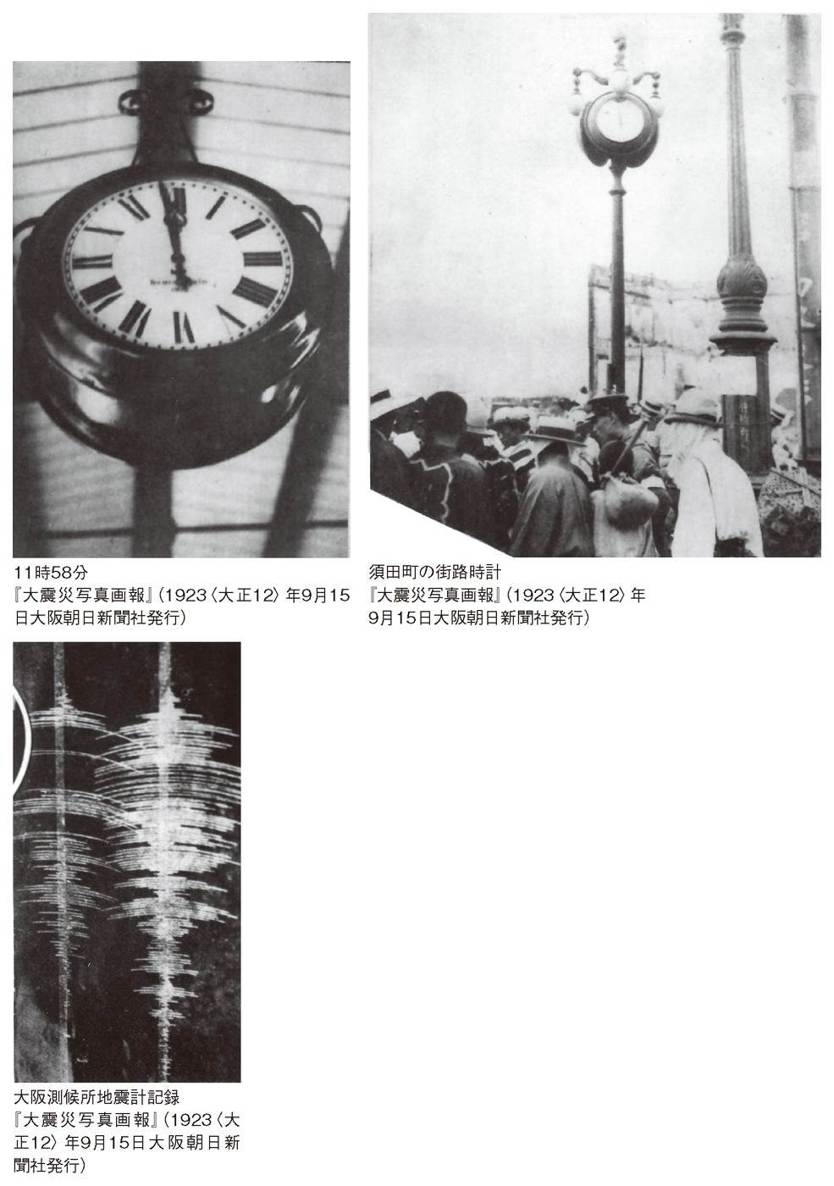 11時58分
『大震災写真画報』（1923〈大正12〉年9月15
日大阪朝日新聞社発行）
須田町の街路時計
『大震災写真画報』（1923〈大正12〉年
9月15日大阪朝日新聞社発行）
大阪測候所地震計記録
『大震災写真画報』（1923〈大
正12〉年9月15日大阪朝日新
聞社発行）